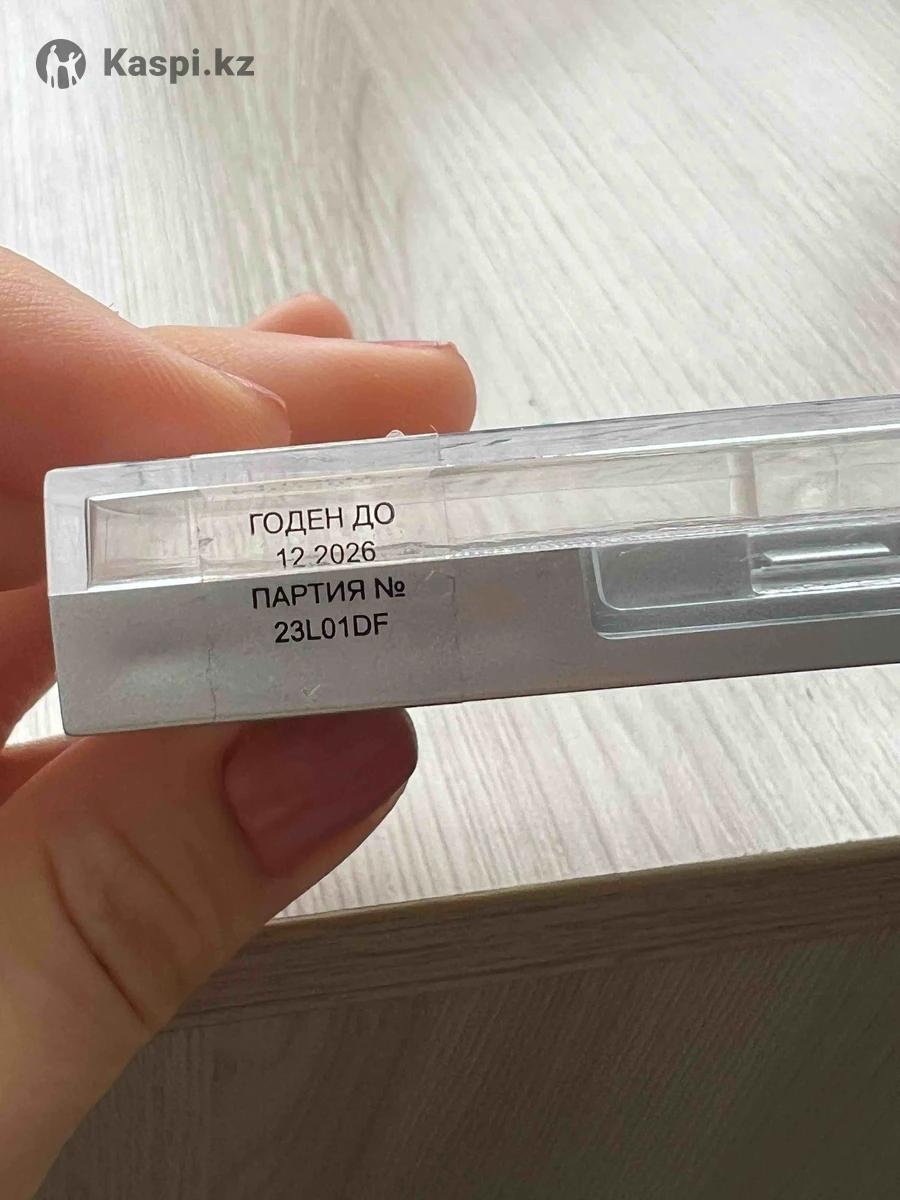 Kaspi.kz
ГОДЕН ДО
12 2026
ПАРТИЯ №
23L01DF